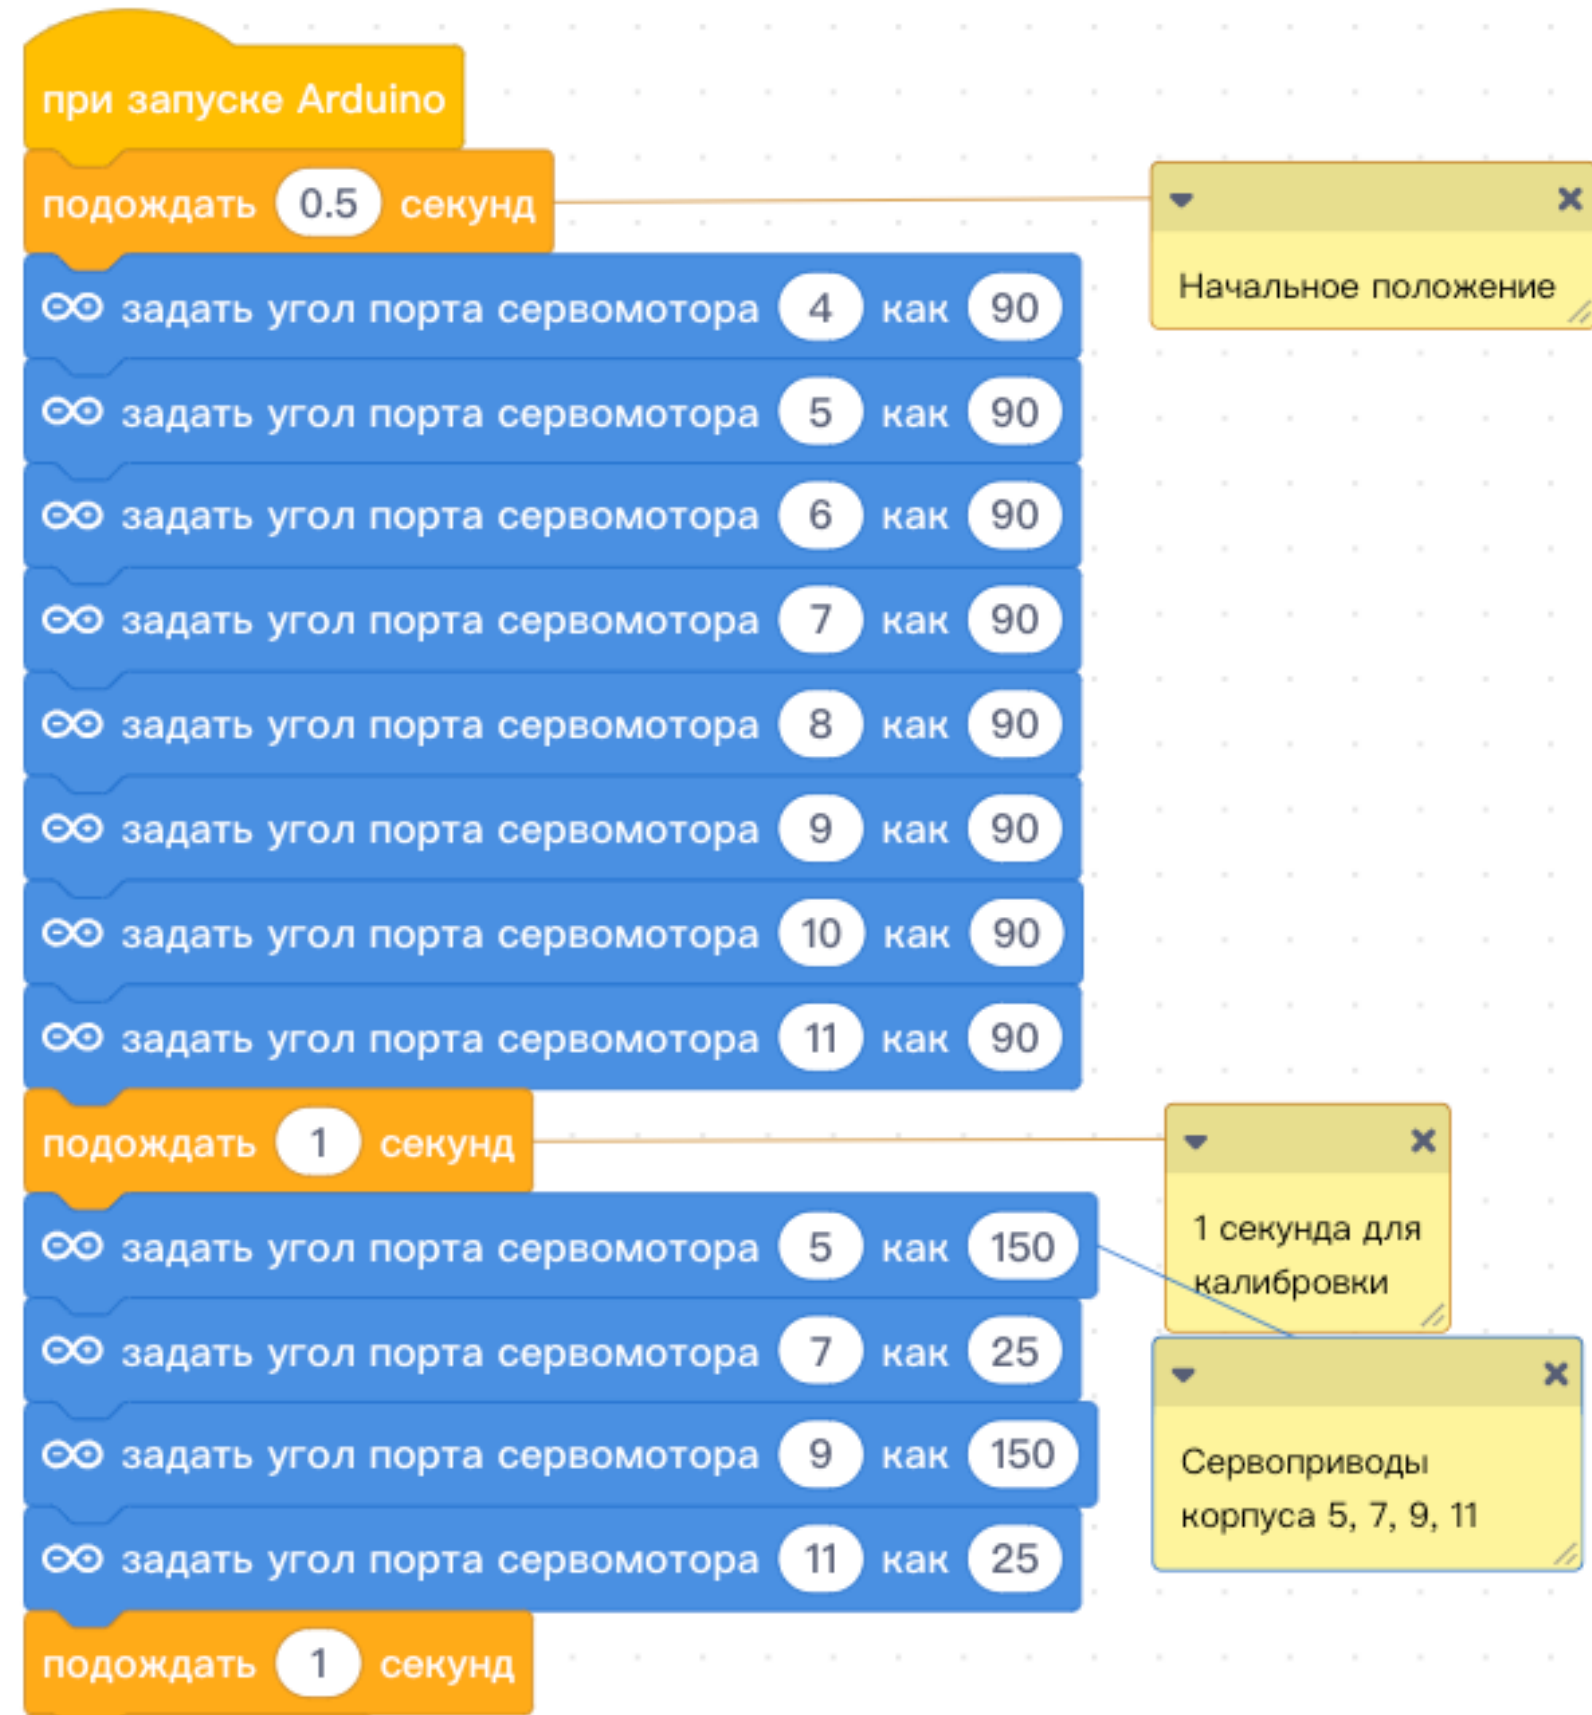 при запуске Arduino
подождать 0.5 секунд
Начальное положение
задать угол порта сервомотора 4 как 90
задать угол порта сервомотора 5 как 90
задать угол порта сервомотора 6 как 90
задать угол порта сервомотора 7 как 90
задать угол порта сервомотора 8 как 90
задать угол порта сервомотора 9 как 90
задать угол порта сервомотора 10 как 90
задать угол порта сервомотора 11 как 90
подождать 1 секунд
1 секунда для
калибровки
задать угол порта сервомотора 5 как 150
задать угол порта сервомотора 7 как 25
задать угол порта сервомотора 9 как 150
задать угол порта сервомотора 11 как 25
Сервоприводы
корпуса 5, 7, 9, 11
подождать 1 секунд